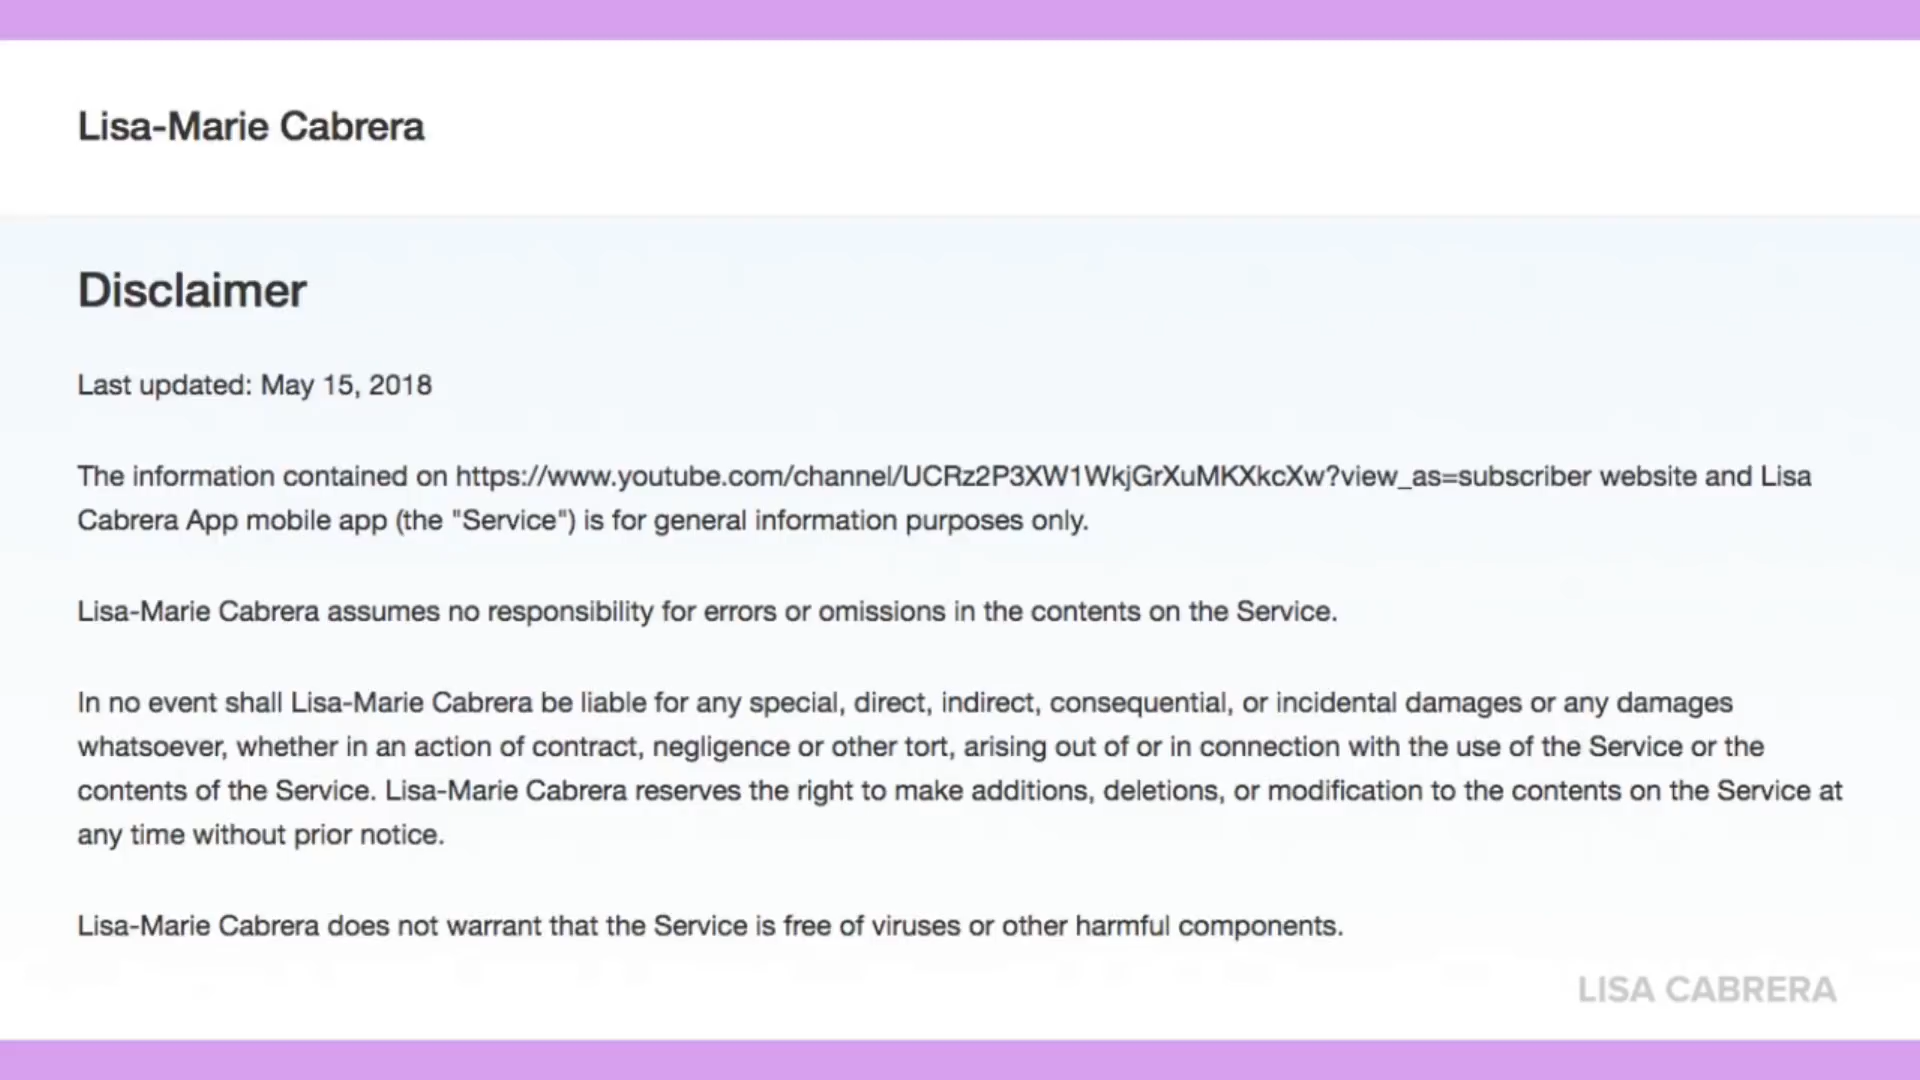 Lisa-Marie Cabrera
Disclaimer
Last updated: May 15, 2018
The information contained on https://www.youtube.com/channel/UCRz2P3XW1WkjGrXuMKXkcXw?view_as=subscriber website and Lisa
Cabrera App mobile app (the "Service") is for general information purposes only.
Lisa-Marie Cabrera assumes no responsibility for errors or omissions in the contents on the Service.
In no event shall Lisa-Marie Cabrera be liable for any special, direct, indirect, consequential, or incidental damages or any damages
whatsoever, whether in an action of contract, negligence or other tort, arising out of or in connection with the use of the Service or the
contents of the Service. Lisa-Marie Cabrera reserves the right to make additions, deletions, or modification to the contents on the Service at
any time without prior notice.
Lisa-Marie Cabrera does not warrant that the Service is free of viruses or other harmful components.
LISA CABRERA